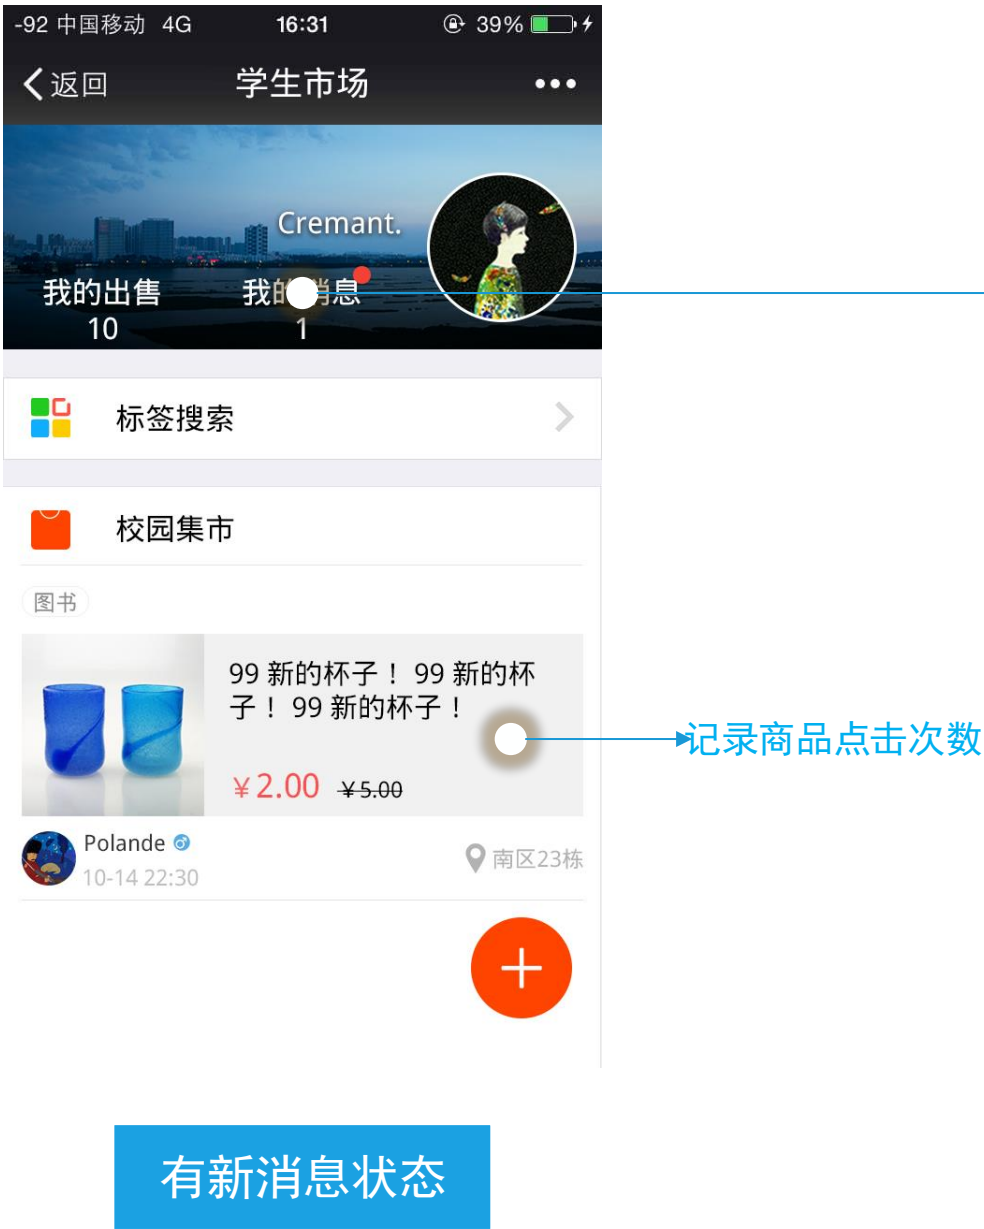 -92 中国移动 4G 16:31 39%
返回 学生市场
Cremant.
我的出售 我的消息
10 1
标签搜索
校园集市
图书
99 新的杯子！ 99 新的杯
子！ 99 新的杯子！
记录商品点击次数
￥2.00 ￥5.00
Polande
10-14 22:30
南区23栋
有新消息状态